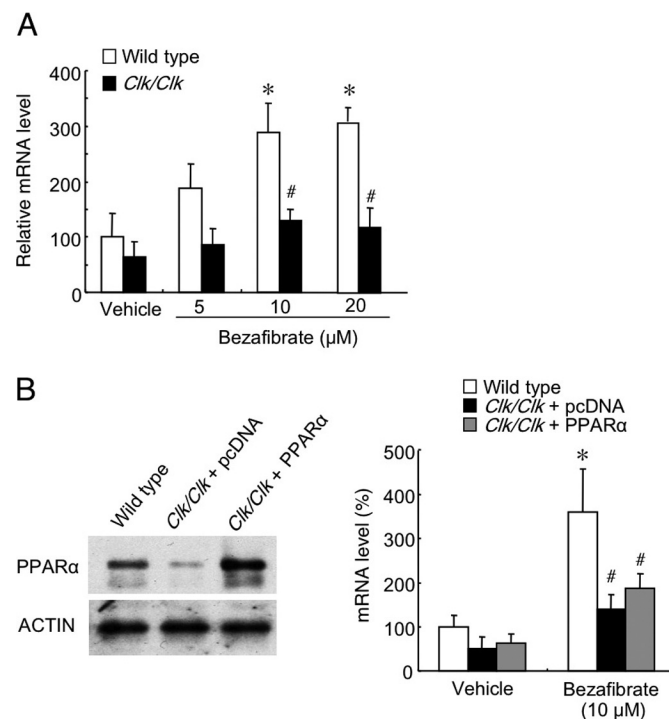 A
Wild type
Clk/Clk
Relative mRNA level
400
300
200
100
0
* *
# #
Vehicle 5 10 20
Bezafibrate (µM)
B
Wild type
Clk/Clk + pcDNA
Clk/Clk + PPARα
PPARα
ACTIN
Wild type
Clk/Clk + pcDNA
Clk/Clk + PPARα
mRNA level (%)
500
400
300
200
100
0
*
# #
Vehicle Bezafibrate
(10 µM)